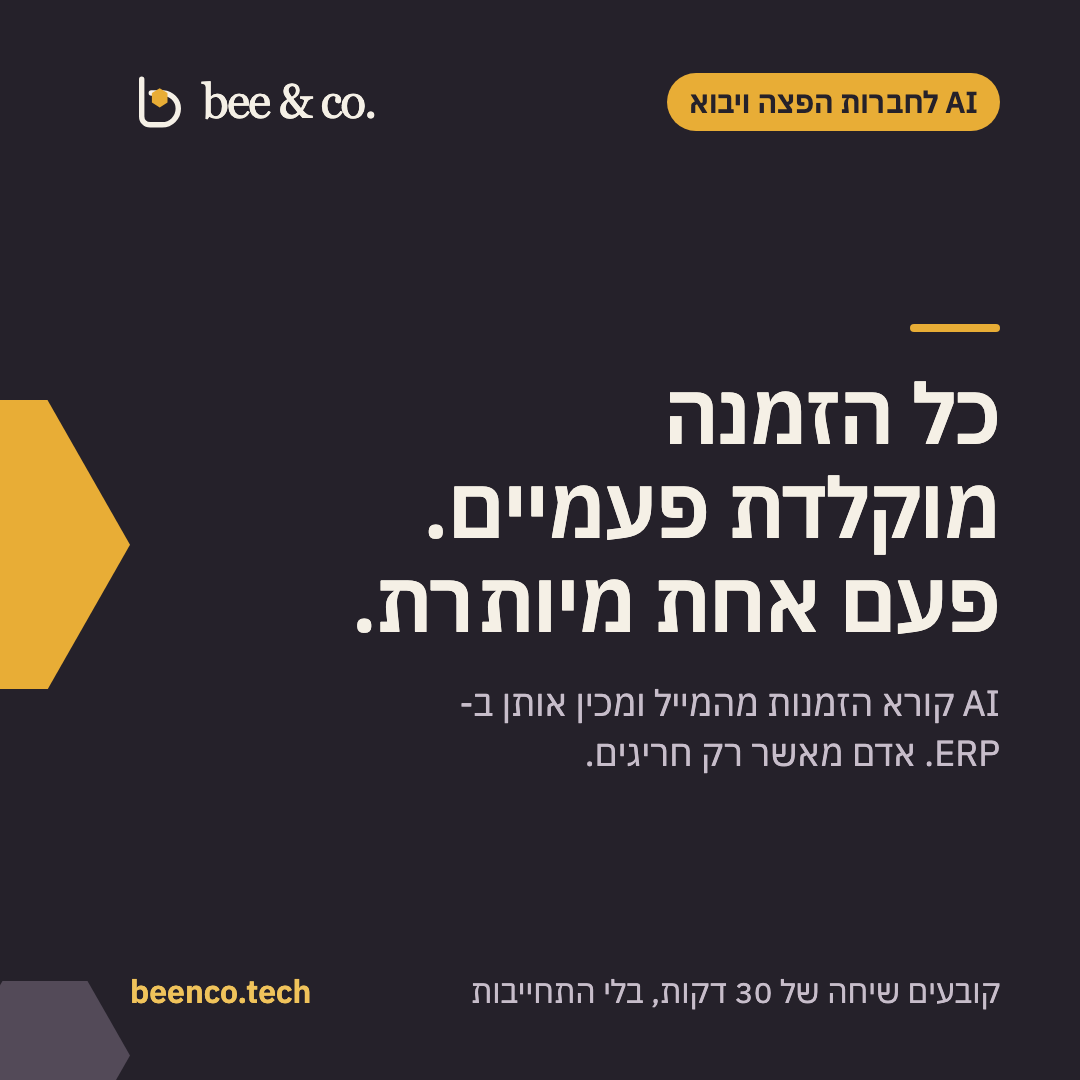 bee & co.
AI לחברות הפצה ויבוא
כל הזמנה
מוקלדת פעמיים.
פעם אחת מיותרת.
AI קורא הזמנות מהמייל ומכין אותן ב-
ERP. אדם מאשר רק חריגים.
קובעים שיחה של 30 דקות, בלי התחייבות
beenco.tech